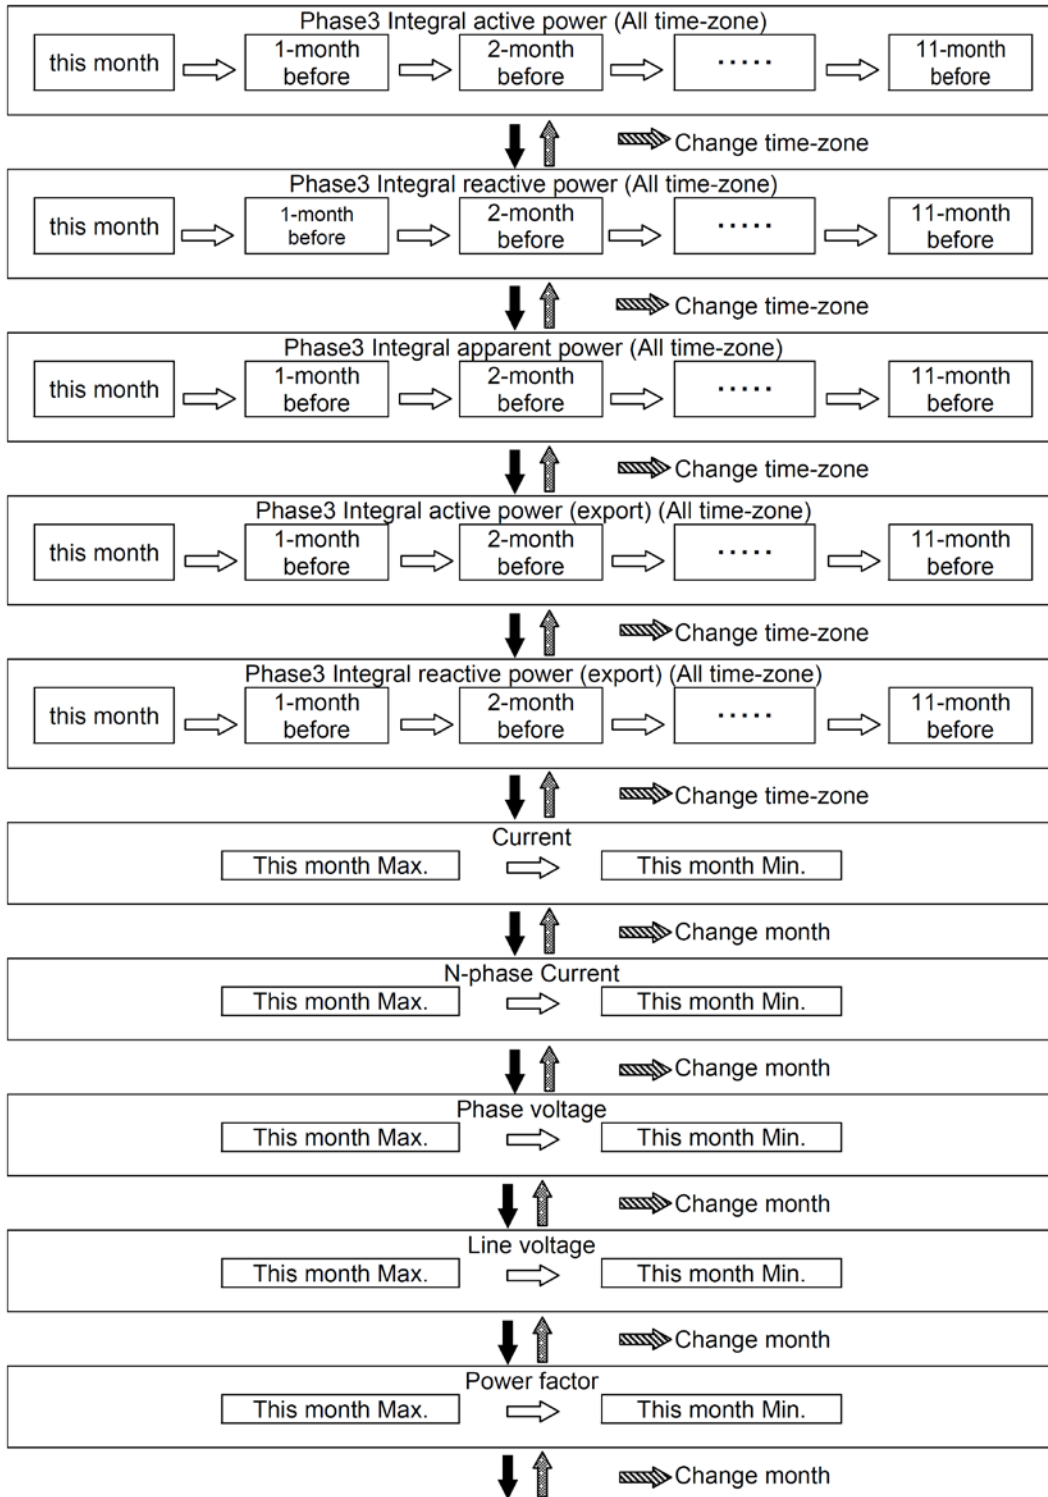 Phase3 Integral active power (All time-zone)
this month
1-month
before
2-month
before
.....
11-month
before
Change time-zone
Phase3 Integral reactive power (All time-zone)
this month
1-month
before
2-month
before
.....
11-month
before
Change time-zone
Phase3 Integral apparent power (All time-zone)
this month
1-month
before
2-month
before
.....
11-month
before
Change time-zone
Phase3 Integral active power (export) (All time-zone)
this month
1-month
before
2-month
before
.....
11-month
before
Change time-zone
Phase3 Integral reactive power (export) (All time-zone)
this month
1-month
before
2-month
before
.....
11-month
before
Change time-zone
Current
This month Max.
This month Min.
Change month
N-phase Current
This month Max.
This month Min.
Change month
Phase voltage
This month Max.
This month Min.
Change month
Line voltage
This month Max.
This month Min.
Change month
Power factor
This month Max.
This month Min.
Change month